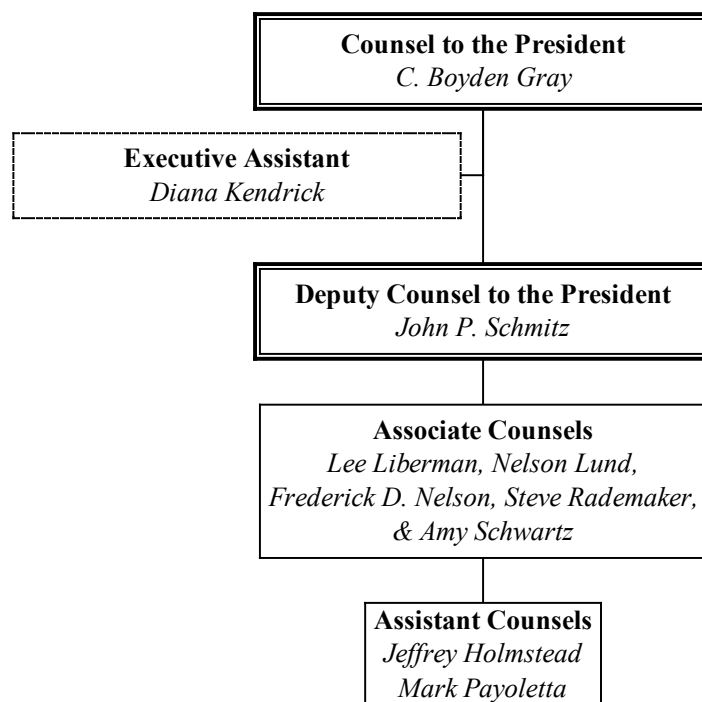 Counsel to the President
C. Boyden Gray
Executive Assistant
Diana Kendrick
Deputy Counsel to the President
John P. Schmitz
Associate Counsels
Lee Liberman, Nelson Lund,
Frederick D. Nelson, Steve Rademaker,
& Amy Schwartz
Assistant Counsels
Jeffrey Holmstead
Mark Payoletta